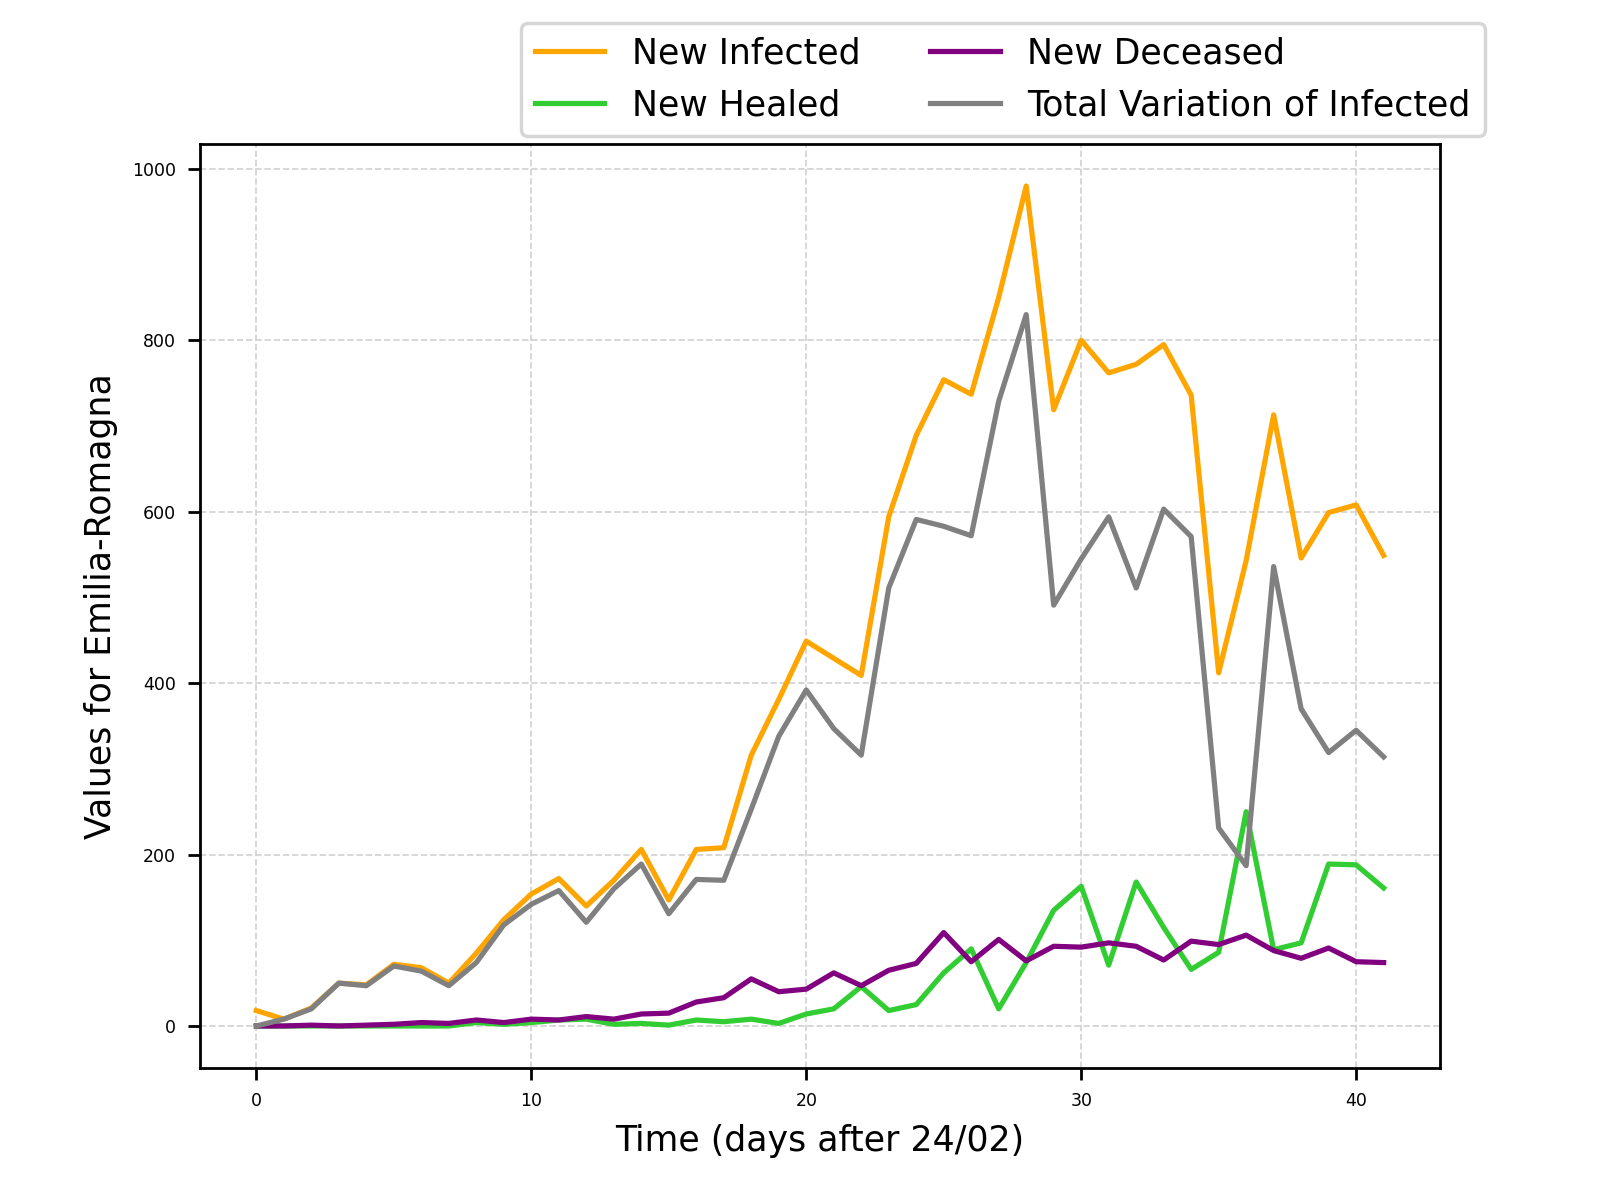 New Infected
New Healed
New Deceased
Total Variation of Infected
1000
800
600
400
200
0
Values for Emilia-Romagna
0 10 20 30 40
Time (days after 24/02)